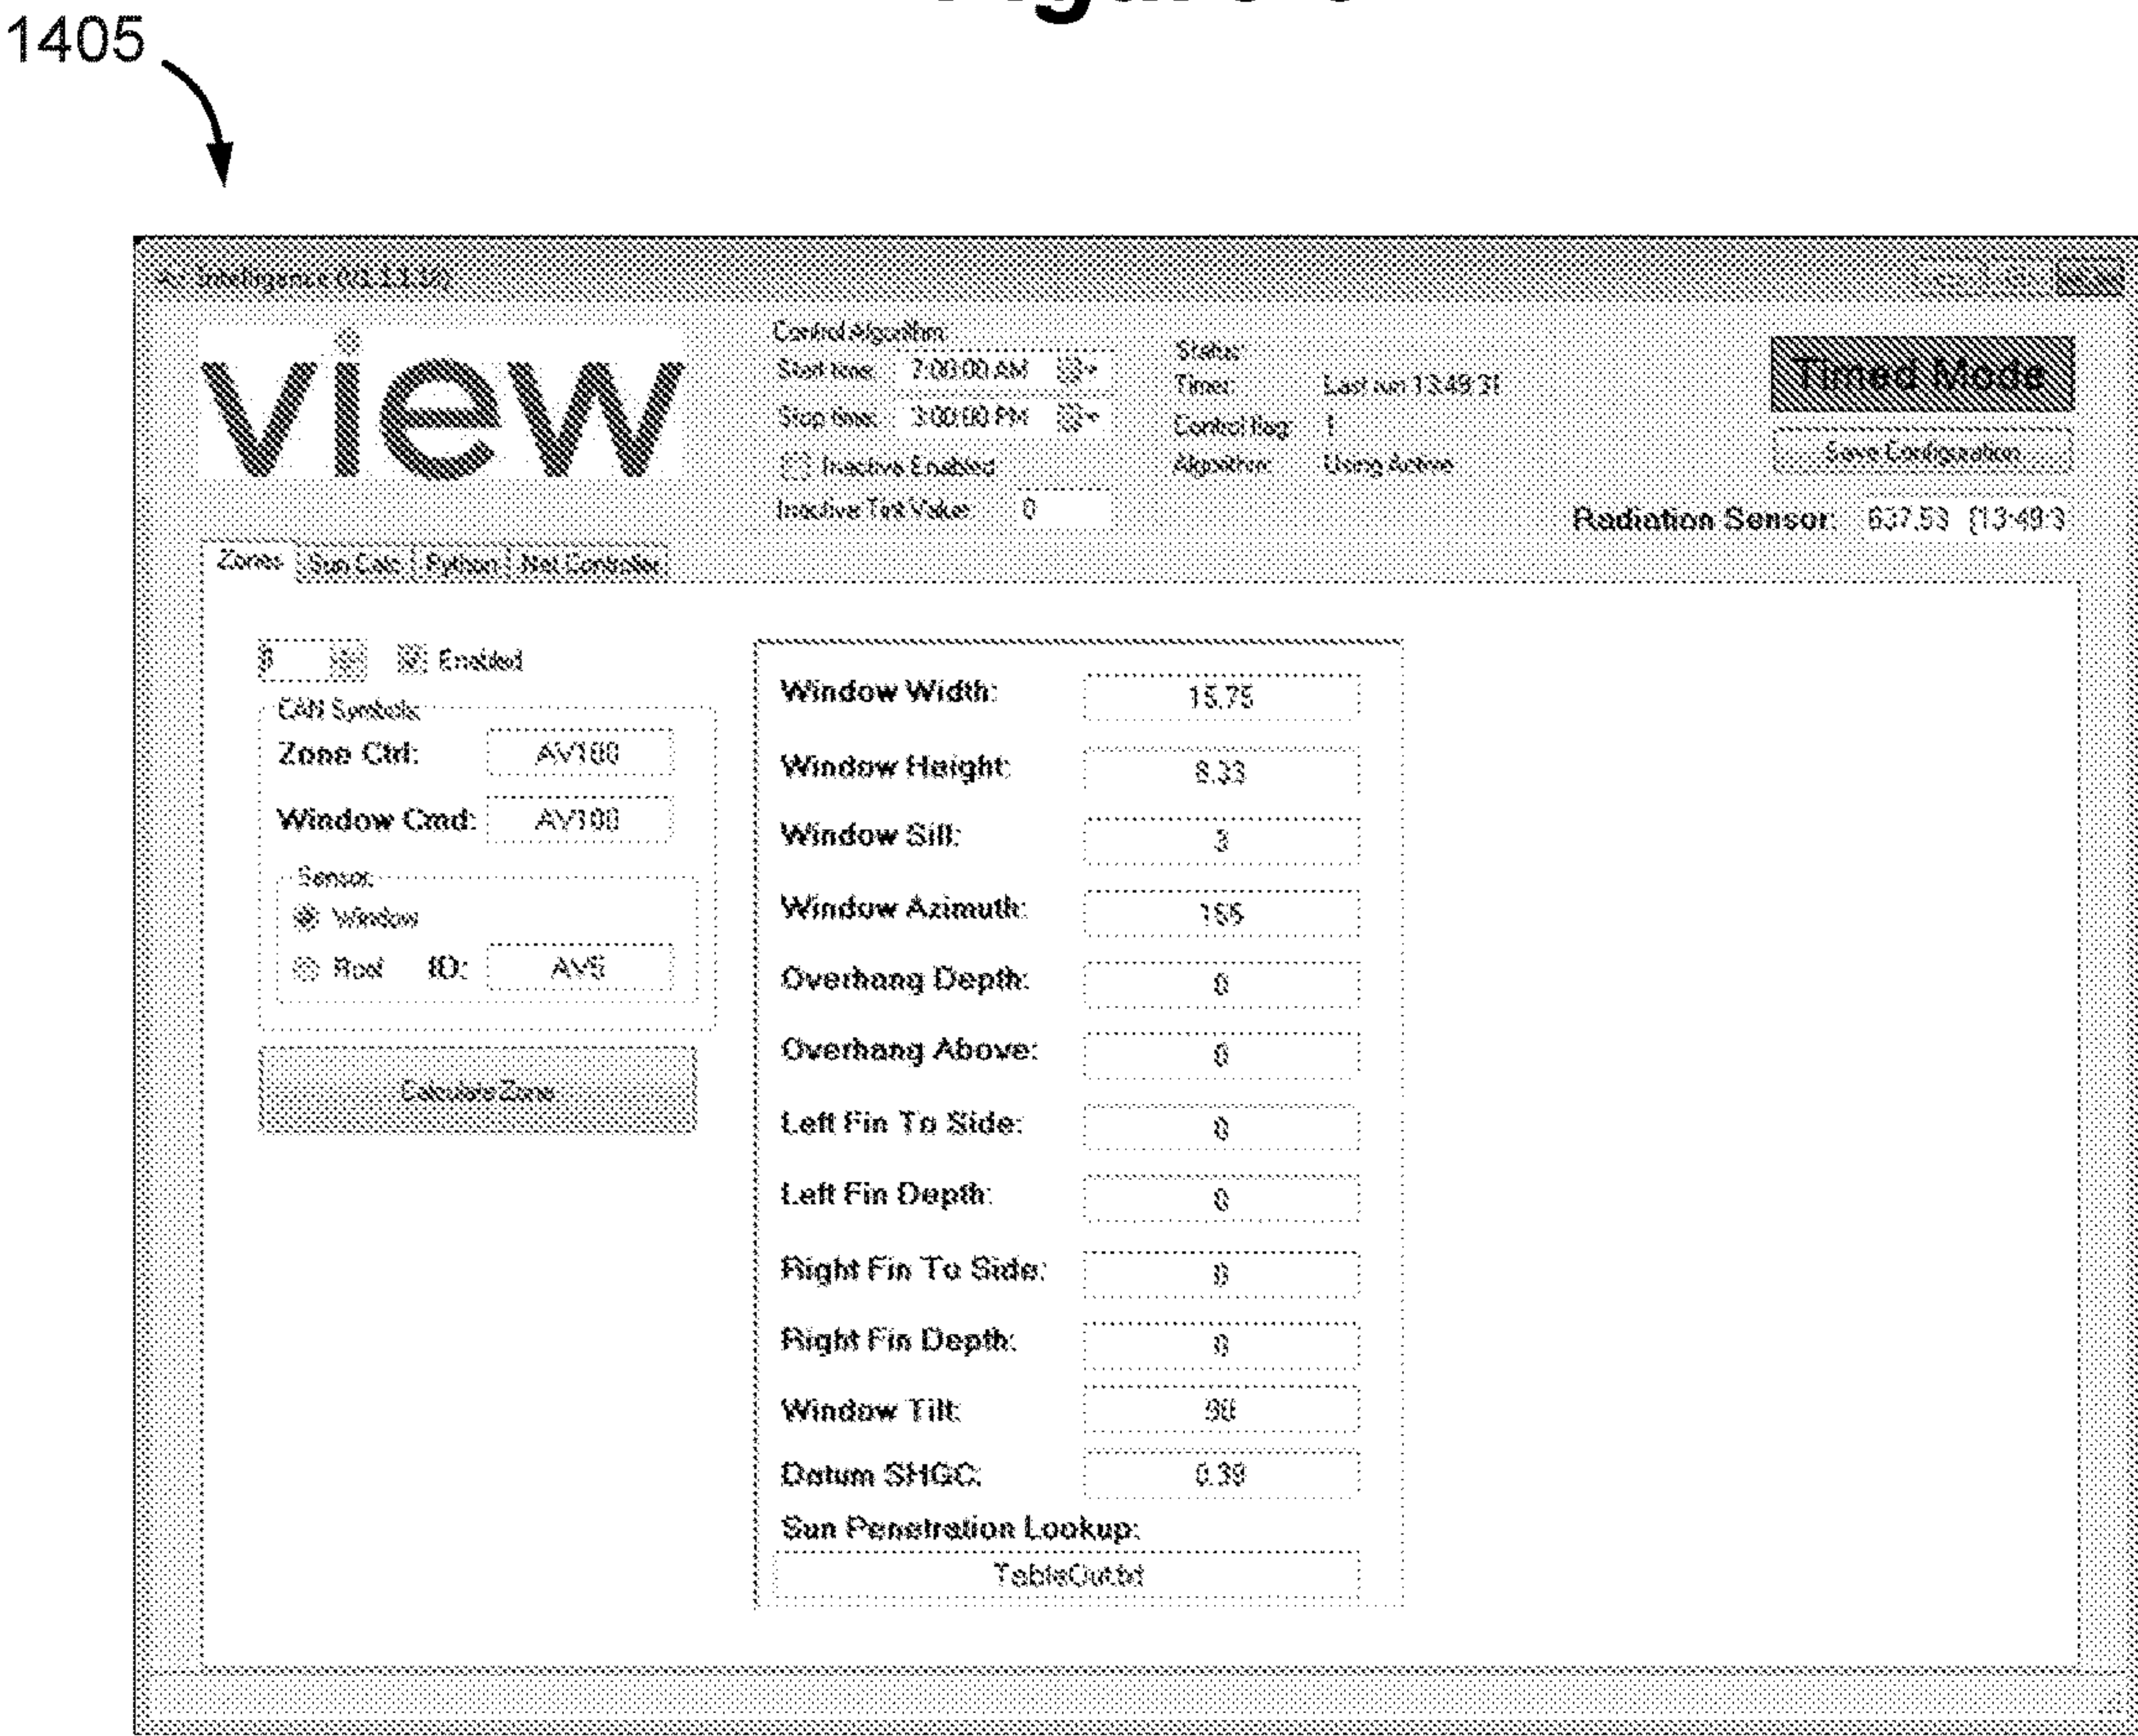 1405
Intelligence
view
Control Algorithm
Start time: 7:00:00 AM
Stop time: 3:00:00 PM
Inactive Enabled
Inactive Tint Value: 0
Status:
Timer: Last run 13:49:31
Control flag: 1
Algorithm: Using Active
Timed Mode
Save Configuration
Radiation Sensor: 637.53 [13:49:3
Zones Sun Calc Python Net Controller
Enabled
CAN Symbols:
Zone Ctrl: AV100
Window Cmd: AV100
Sensor:
Window
Roof ID: AV5
Calculate Zone
Window Width: 15.75
Window Height: 8.33
Window Sill: 3
Window Azimuth:
Overhang Depth: 0
Overhang Above: 0
Left Fin To Side: 0
Left Fin Depth: 0
Right Fin To Side: 0
Right Fin Depth: 0
Window Tilt: 90
Datum SHGC: 0.39
Sun Penetration Lookup:
TableOut.txt